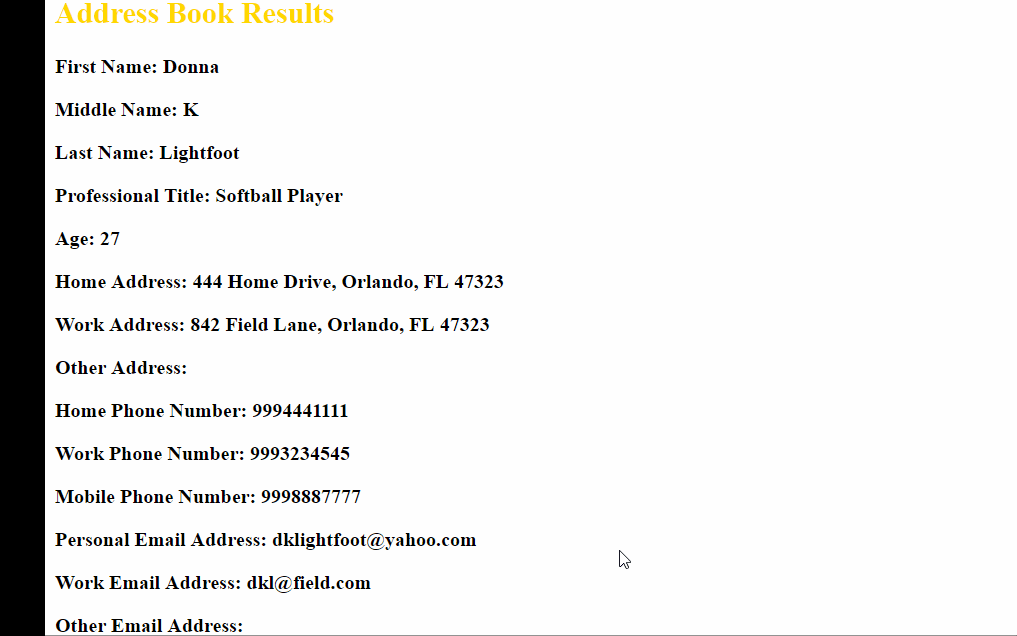 Address Book Results
First Name: Donna
Middle Name: K
Last Name: Lightfoot
Professional Title: Softball Player
Age: 27
Home Address: 444 Home Drive, Orlando, FL 47323
Work Address: 842 Field Lane, Orlando, FL 47323
Other Address:
Home Phone Number: 9994441111
Work Phone Number: 9993234545
Mobile Phone Number: 9998887777
Personal Email Address: dklightfoot@yahoo.com
Work Email Address: dkl@field.com
Other Email Address: